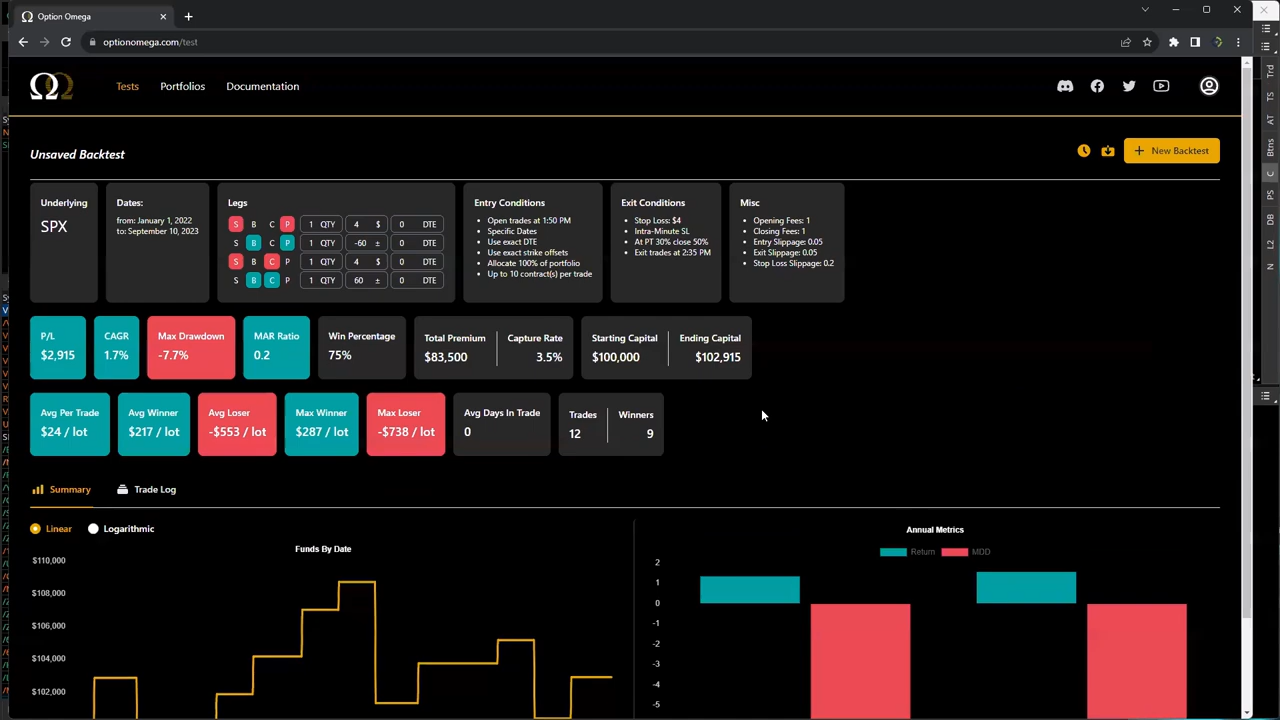 Option Omega
optionomega.com/test
Tests Portfolios Documentation
Unsaved Backtest
New Backtest
Underlying
SPX
Dates:
from: January 1, 2022
to: September 10, 2023
Legs
S B C P 1 QTY 4 $ 0 DTE
S B C P 1 QTY -60 ± 0 DTE
S B C P 1 QTY 4 $ 0 DTE
S B C P 1 QTY 60 ± 0 DTE
Entry Conditions
• Open trades at 1:50 PM
• Specific Dates
• Use exact DTE
• Use exact strike offsets
• Allocate 100% of portfolio
• Up to 10 contract(s) per trade
Exit Conditions
• Stop Loss: $4
• Intra-Minute SL
• At PT 30% close 50%
• Exit trades at 2:35 PM
Misc
• Opening Fees: 1
• Closing Fees: 1
• Entry Slippage: 0.05
• Exit Slippage: 0.05
• Stop Loss Slippage: 0.2
P/L
$2,915
CAGR
1.7%
Max Drawdown
-7.7%
MAR Ratio
0.2
Win Percentage
75%
Total Premium
$83,500
Capture Rate
3.5%
Starting Capital
$100,000
Ending Capital
$102,915
Avg Per Trade
$24 / lot
Avg Winner
$217 / lot
Avg Loser
-$553 / lot
Max Winner
$287 / lot
Max Loser
-$738 / lot
Avg Days In Trade
0
Trades
12
Winners
9
Summary Trade Log
Linear Logarithmic
Funds By Date
$110,000
$108,000
$106,000
$104,000
$102,000
Annual Metrics
Return MDD
2
1
0
-1
-2
-3
-4
-5
Trd
TS
AT
Btns
C
PS
DB
L2
N